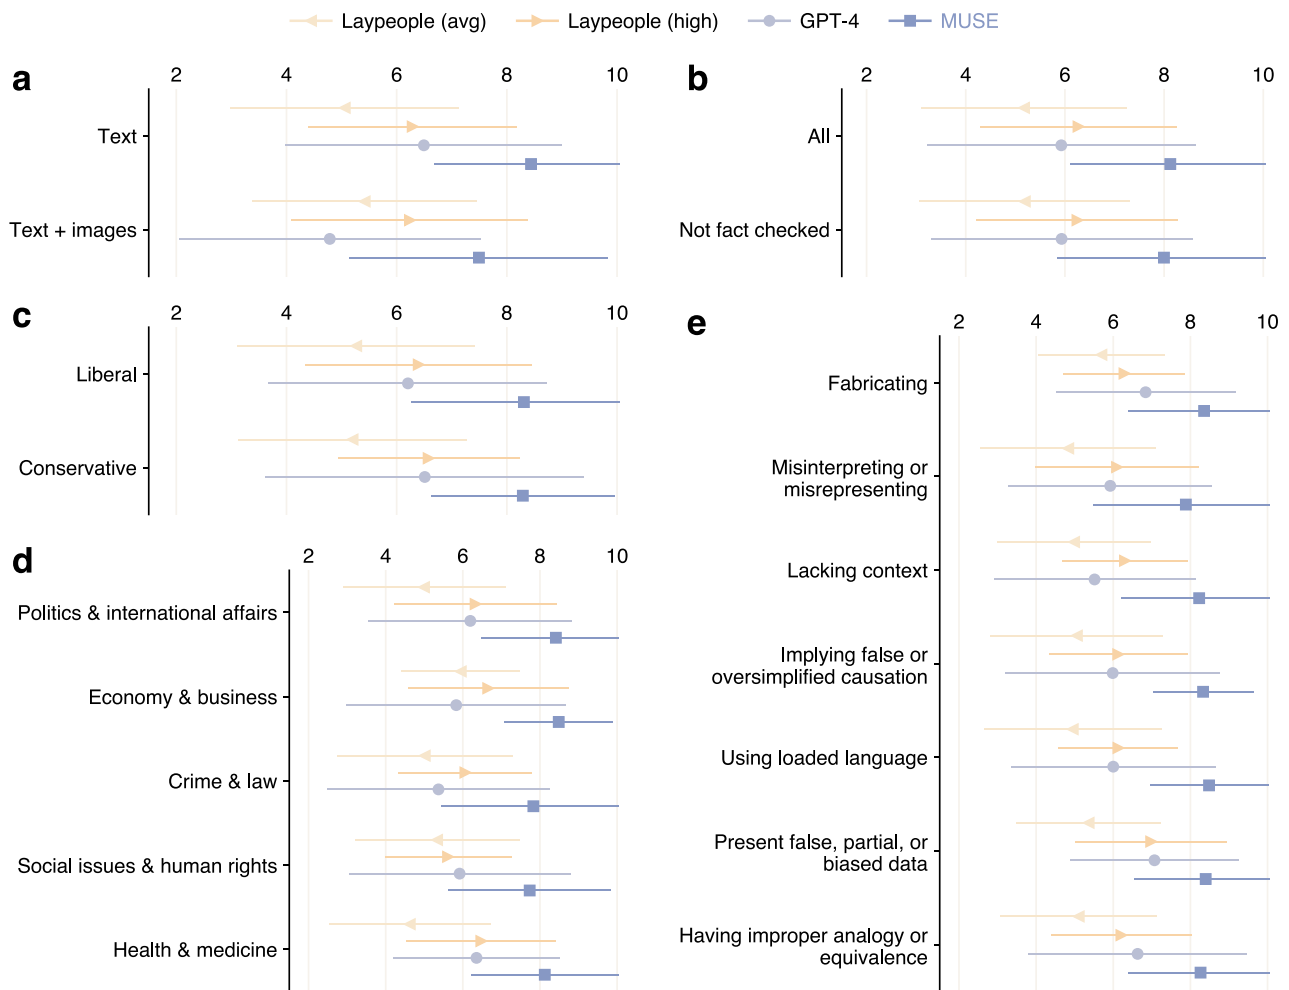 Laypeople (avg) Laypeople (high) GPT-4 MUSE
a
2 4 6 8 10
Text
Text + images
b
2 4 6 8 10
All
Not fact checked
c
2 4 6 8 10
Liberal
Conservative
d
2 4 6 8 10
Politics & international affairs
Economy & business
Crime & law
Social issues & human rights
Health & medicine
e
2 4 6 8 10
Fabricating
Misinterpreting or
misrepresenting
Lacking context
Implying false or
oversimplified causation
Using loaded language
Present false, partial, or
biased data
Having improper analogy or
equivalence